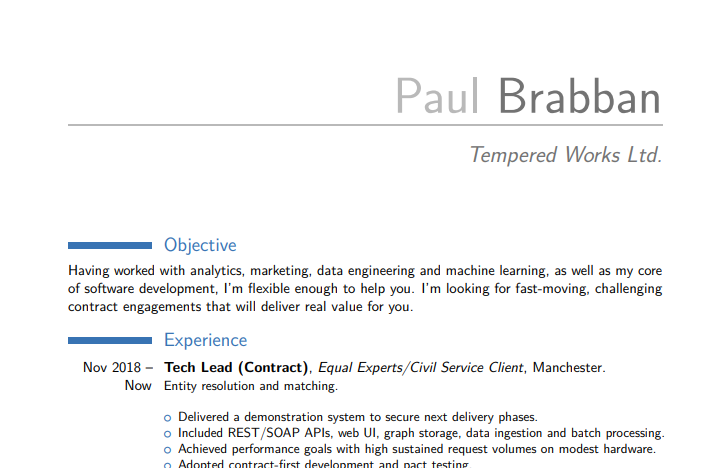 Paul Brabban
Tempered Works Ltd.
Objective
Having worked with analytics, marketing, data engineering and machine learning, as well as my core
of software development, I'm flexible enough to help you. I'm looking for fast-moving, challenging
contract engagements that will deliver real value for you.
Experience
Nov 2018 – Tech Lead (Contract), Equal Experts/Civil Service Client, Manchester.
Now Entity resolution and matching.
Delivered a demonstration system to secure next delivery phases.
Included REST/SOAP APIs, web UI, graph storage, data ingestion and batch processing.
Achieved performance goals with high sustained request volumes on modest hardware.
Adopted contract-first development and pact testing.